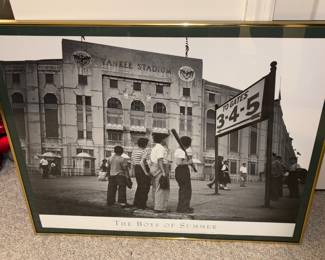 YANKEE STADIUM
TO GATES
3-4-5
THE BOYS OF SUMMER